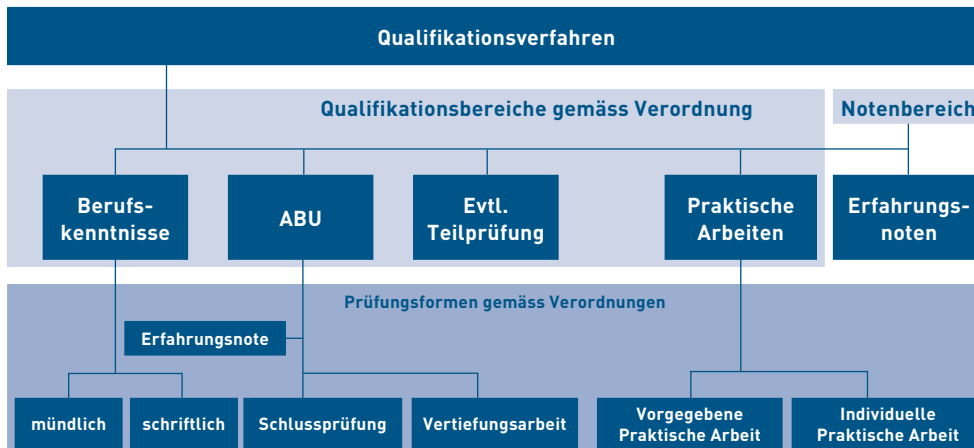 Qualifikationsverfahren
Qualifikationsbereiche gemäss Verordnung
Notenbereich
Berufs-
kenntnisse
ABU
Evtl.
Teilprüfung
Praktische
Arbeiten
Erfahrungs-
noten
Prüfungsformen gemäss Verordnungen
Erfahrungsnote
mündlich
schriftlich
Schlussprüfung
Vertiefungsarbeit
Vorgegebene
Praktische Arbeit
Individuelle
Praktische Arbeit